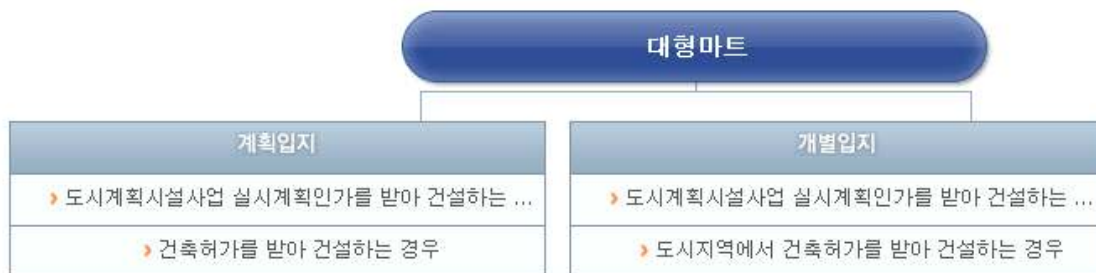 대형마트
계획입지
› 도시계획시설사업 실시계획인가를 받아 건설하는 ...
› 건축허가를 받아 건설하는 경우
개별입지
› 도시계획시설사업 실시계획인가를 받아 건설하는 ...
› 도시지역에서 건축허가를 받아 건설하는 경우